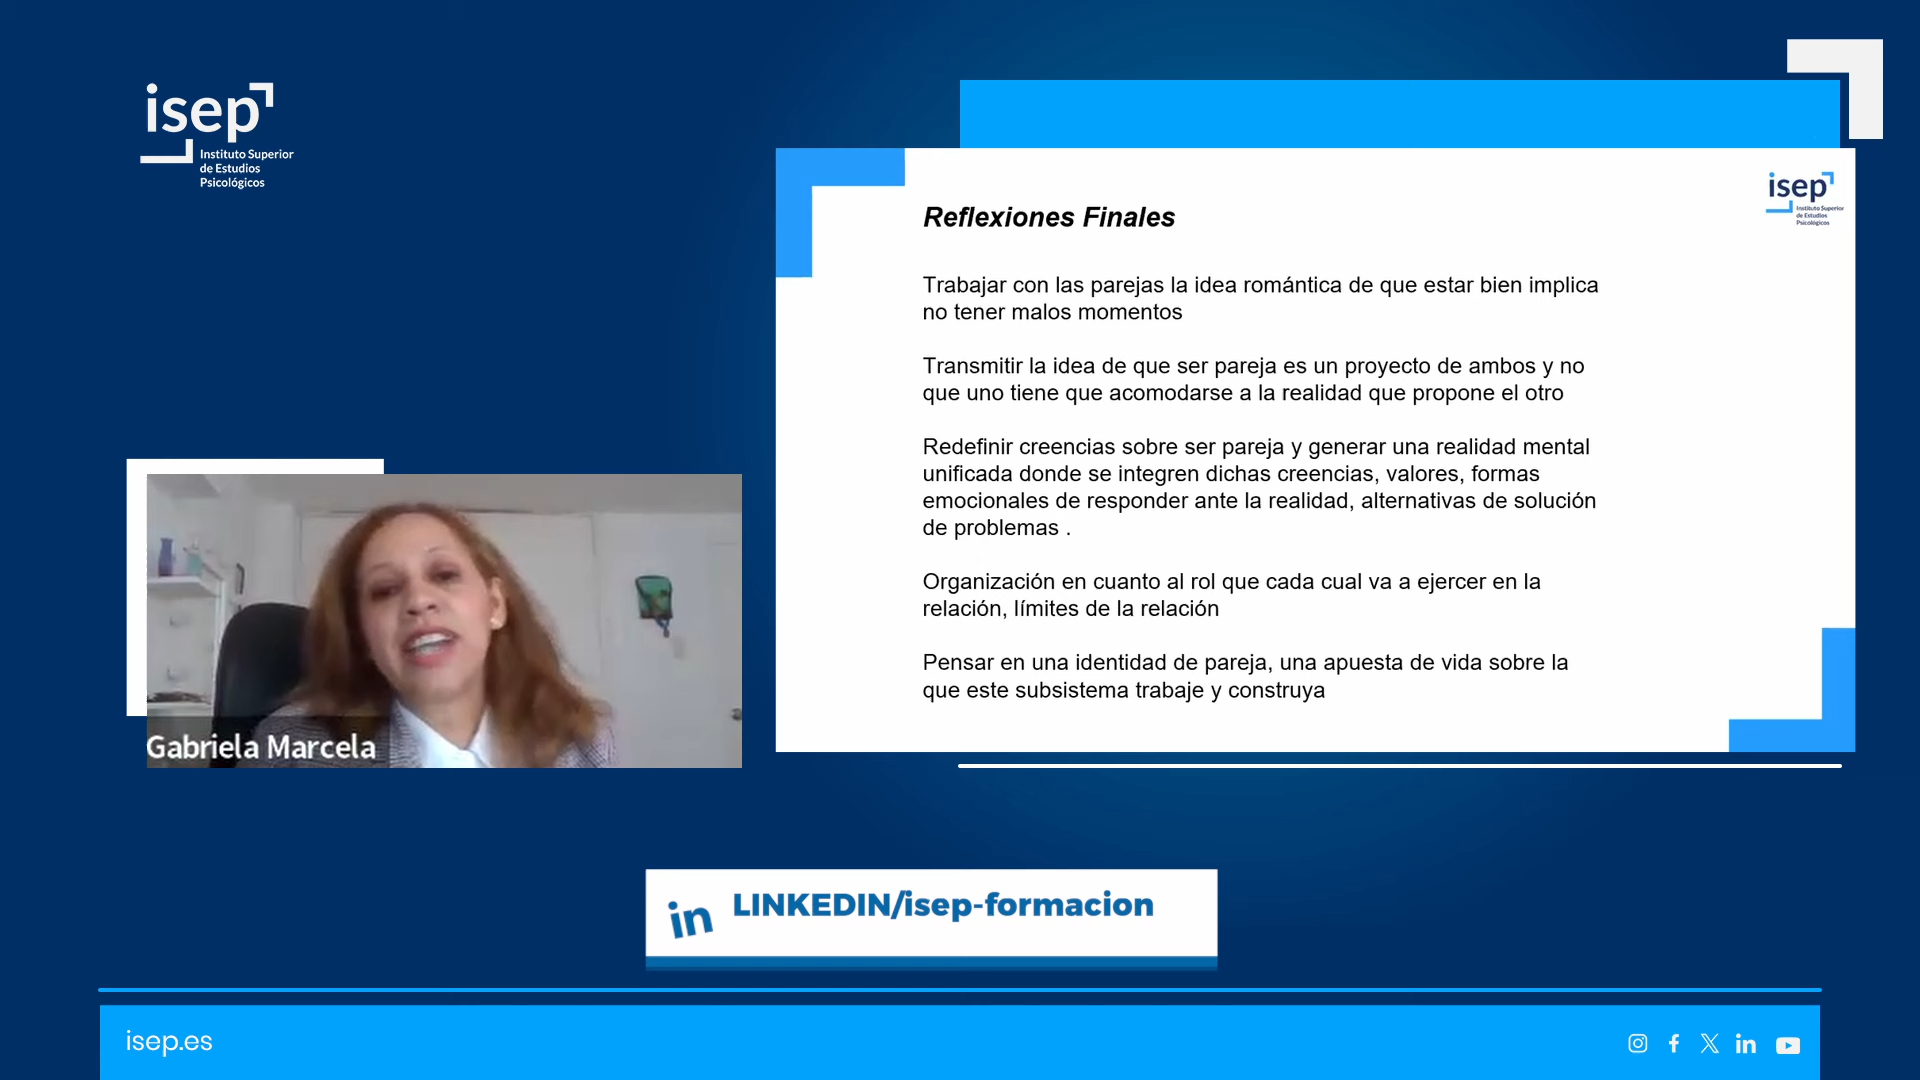 isep
Instituto Superior
de Estudios
Psicológicos
isep
Instituto Superior
de Estudios
Psicológicos
Reflexiones Finales
Trabajar con las parejas la idea romántica de que estar bien implica
no tener malos momentos
Transmitir la idea de que ser pareja es un proyecto de ambos y no
que uno tiene que acomodarse a la realidad que propone el otro
Redefinir creencias sobre ser pareja y generar una realidad mental
unificada donde se integren dichas creencias, valores, formas
emocionales de responder ante la realidad, alternativas de solución
de problemas .
Organización en cuanto al rol que cada cual va a ejercer en la
relación, límites de la relación
Pensar en una identidad de pareja, una apuesta de vida sobre la
que este subsistema trabaje y construya
Gabriela Marcela
in LINKEDIN/isep-formacion
isep.es